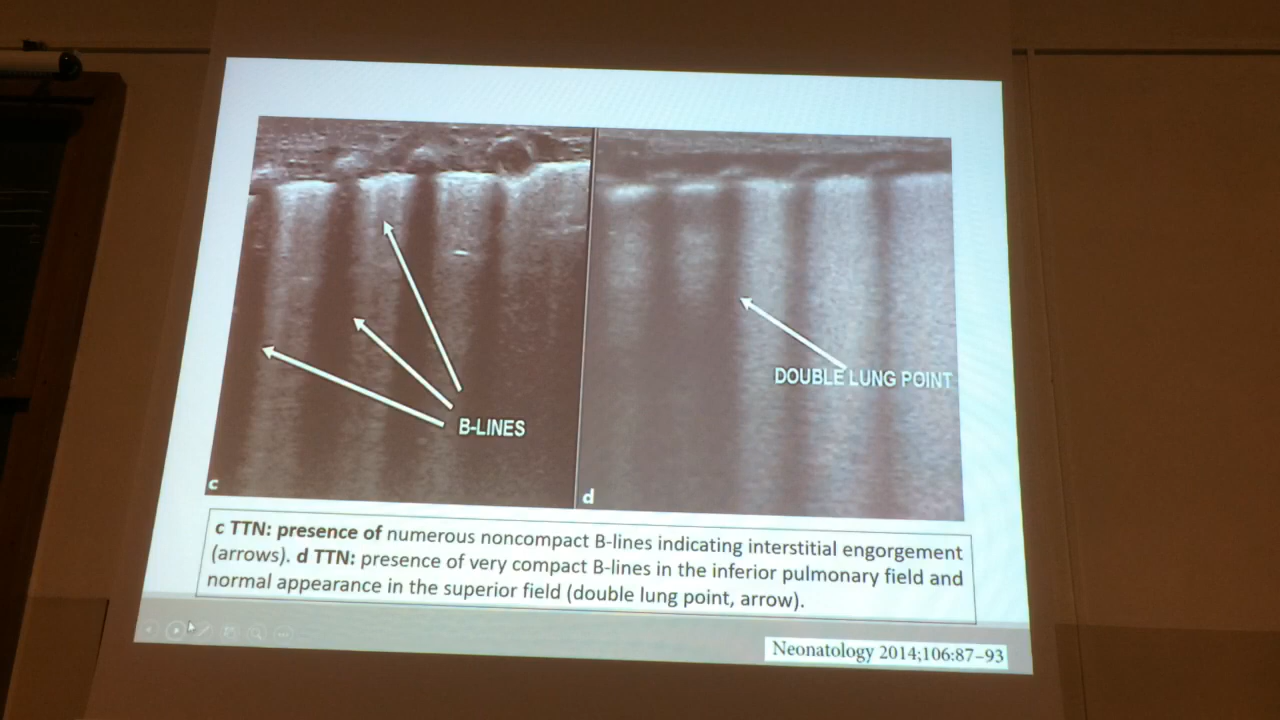 B-LINES
DOUBLE LUNG POINT
c
d
c TTN: presence of numerous noncompact B-lines indicating interstitial engorgement
(arrows). d TTN: presence of very compact B-lines in the inferior pulmonary field and
normal appearance in the superior field (double lung point, arrow).
Neonatology 2014;106:87–93